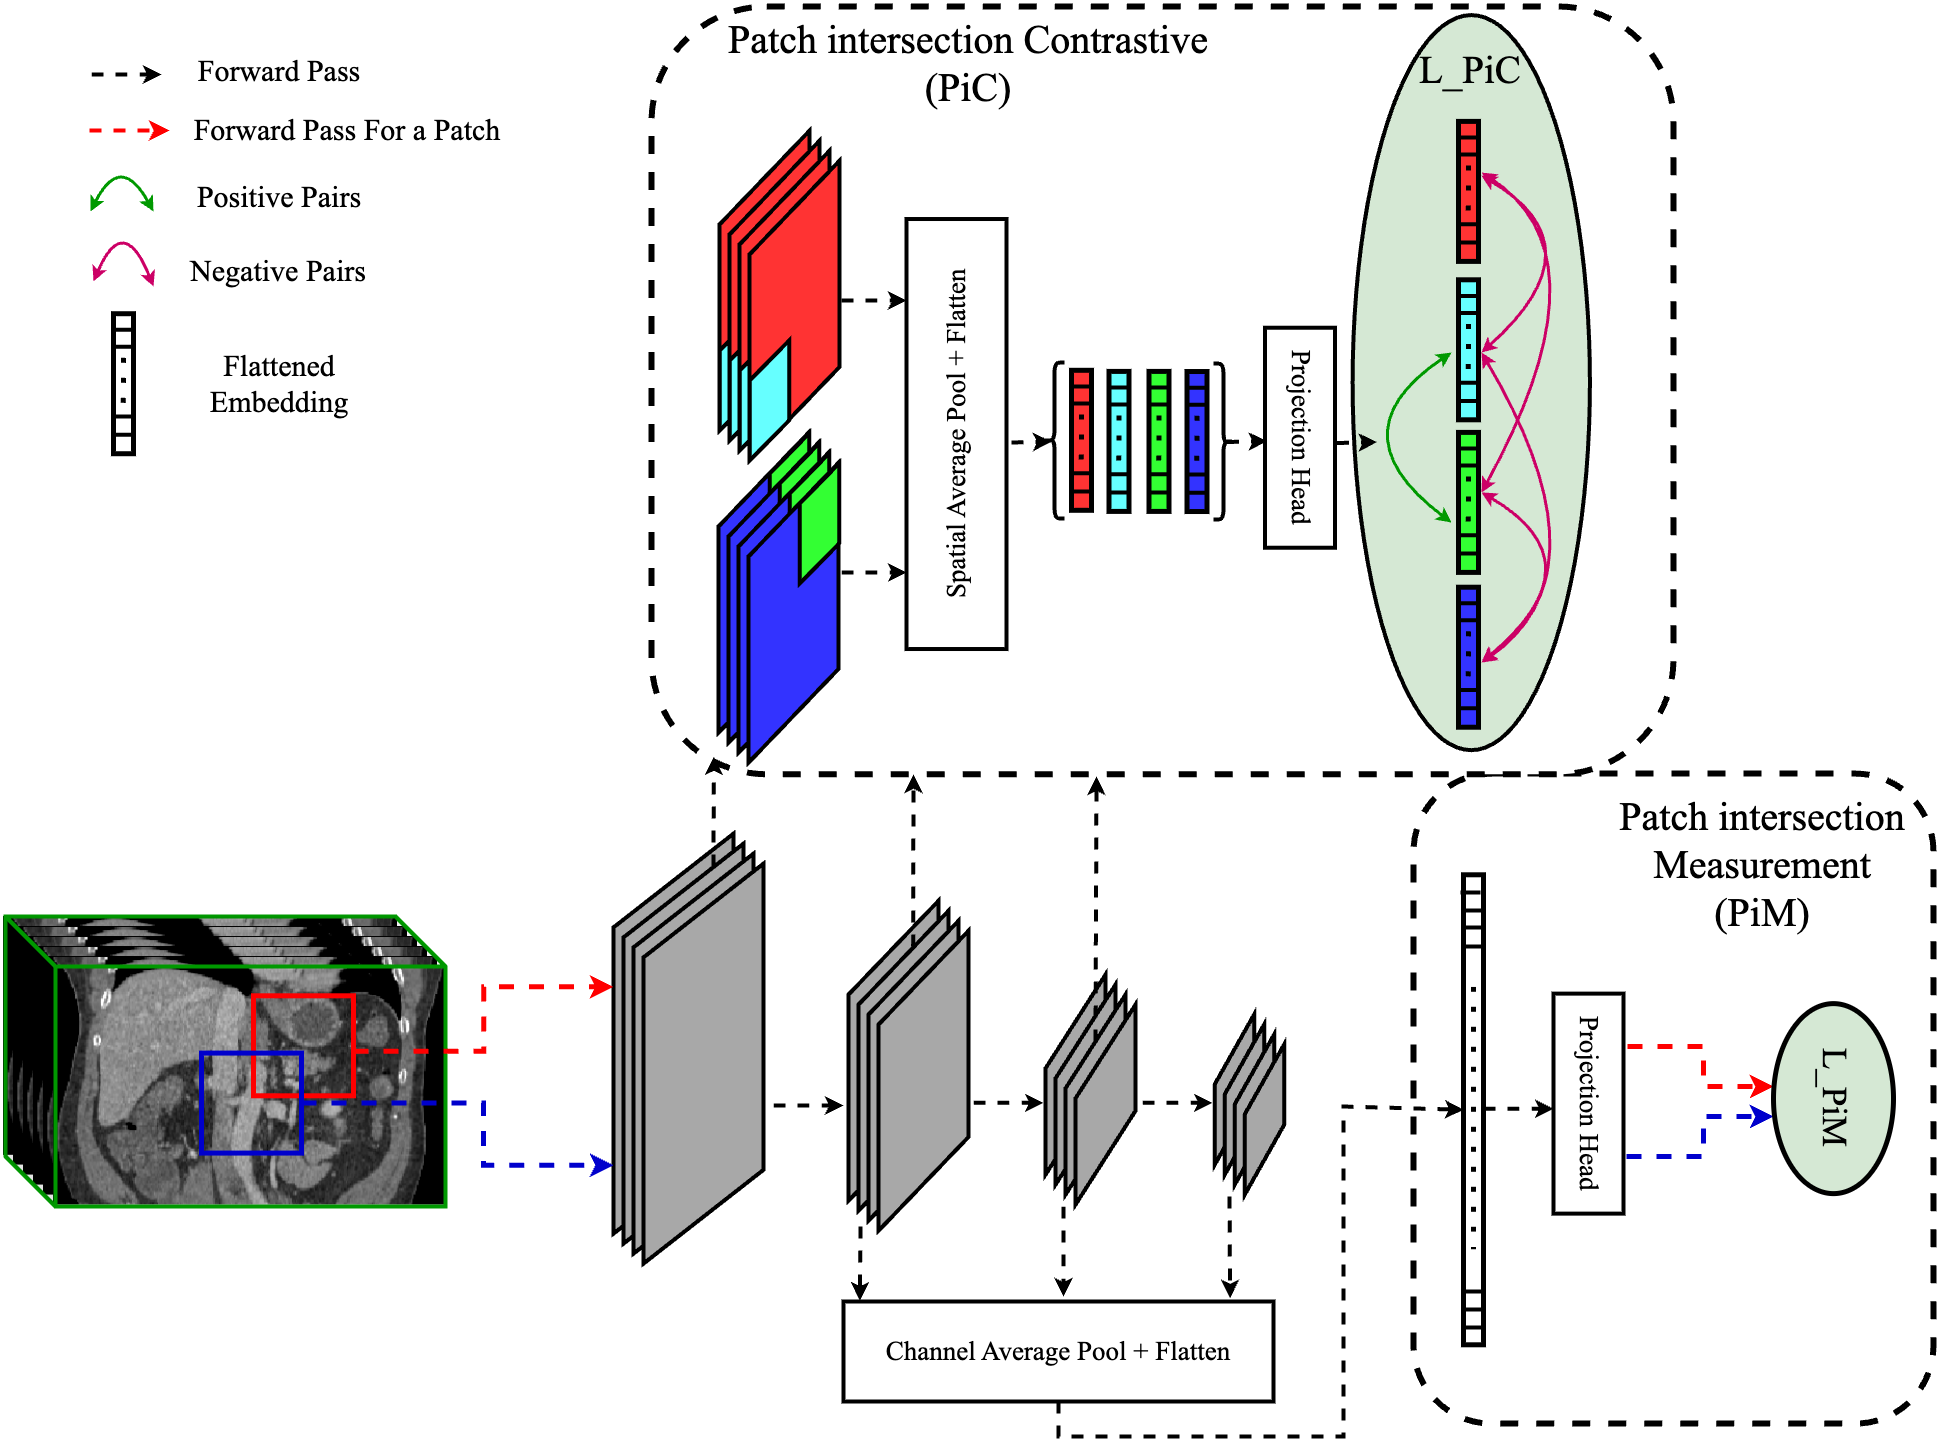 Patch intersection Contrastive
(PiC)
L_PiC
Forward Pass
Forward Pass For a Patch
Positive Pairs
Negative Pairs
Flattened
Embedding
Spatial Average Pool + Flatten
Projection Head
Patch intersection
Measurement
(PiM)
Projection Head
L_PiM
Channel Average Pool + Flatten